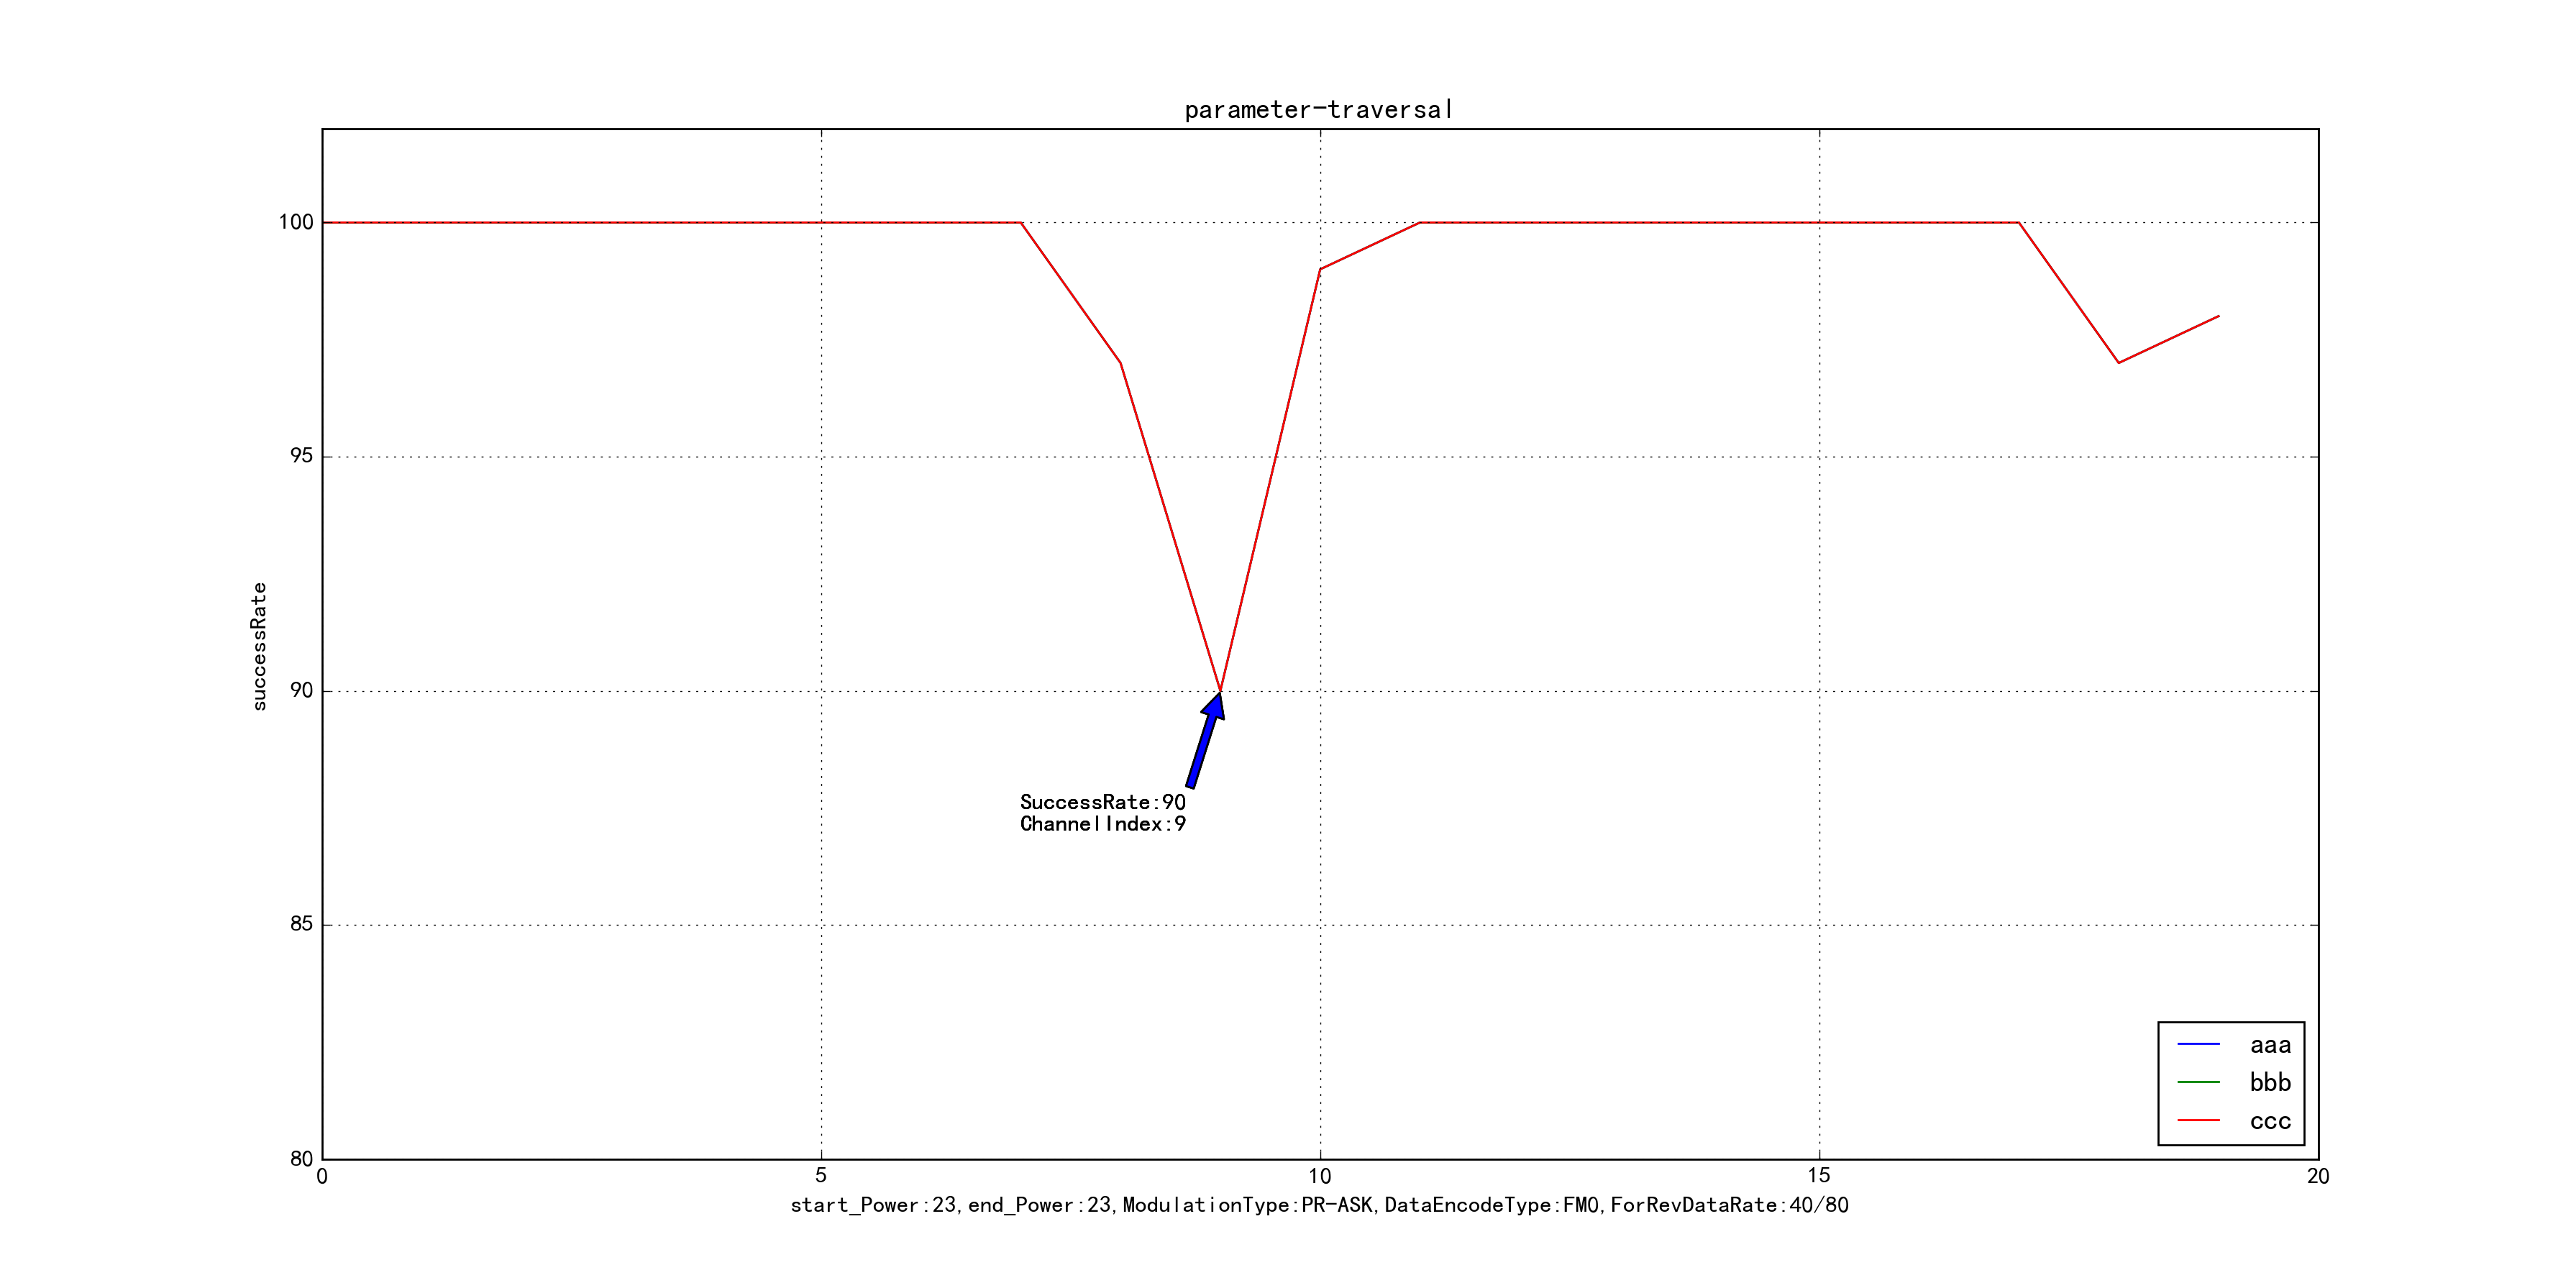 parameter-traversal
100
95
90
85
80
successRate
SuccessRate:90
ChannelIndex:9
aaa
bbb
ccc
0 5 10 15 20
start_Power:23,end_Power:23,ModulationType:PR-ASK,DataEncodeType:FM0,ForRevDataRate:40/80